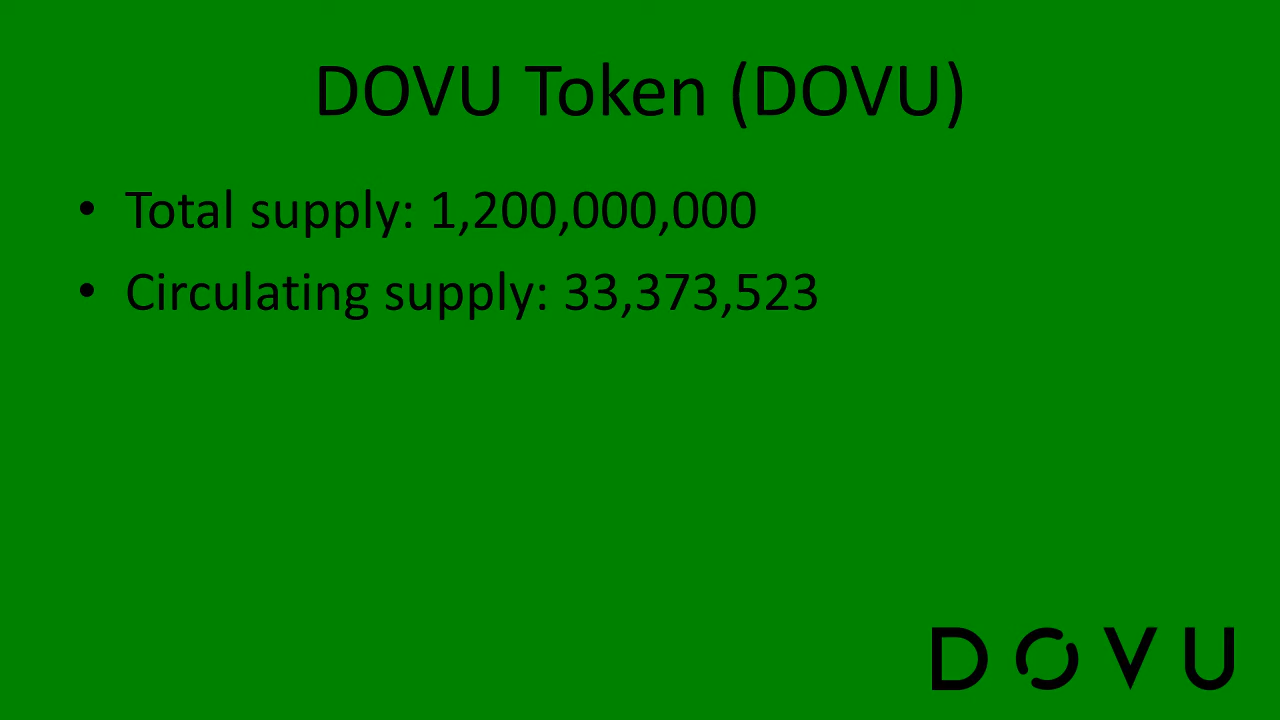 DOVU Token (DOVU)
• Total supply: 1,200,000,000
• Circulating supply: 33,373,523
DOVU